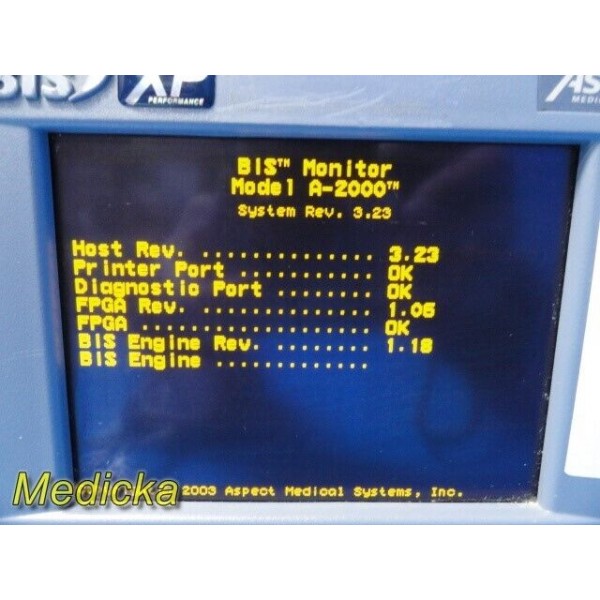 BIS XP
PERFORMANCE
AS
MEDIC
BIS™ Monitor
Model A-2000™
System Rev. 3.23
Host Rev. ............... 3.23
Printer Port ............ OK
Diagnostic Port ........ OK
FPGA Rev. ............... 1.06
FPGA .................... OK
BIS Engine Rev. ........ 1.18
BIS Engine .............
Medicka
2003 Aspect Medical Systems, Inc.